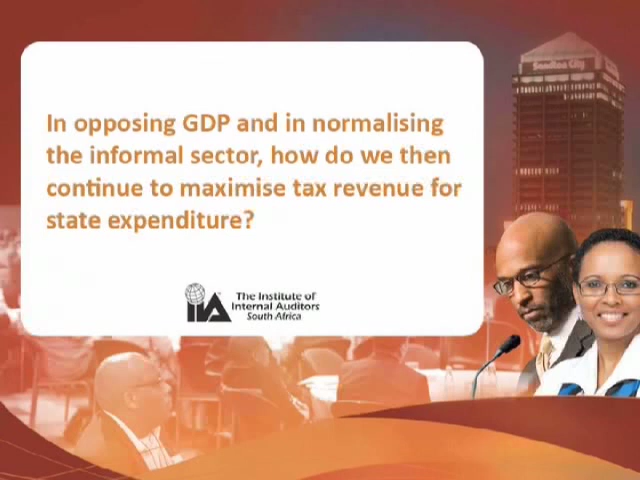 Sandton City
In opposing GDP and in normalising
the informal sector, how do we then
continue to maximise tax revenue for
state expenditure?
IIA
The Institute of
Internal Auditors
South Africa